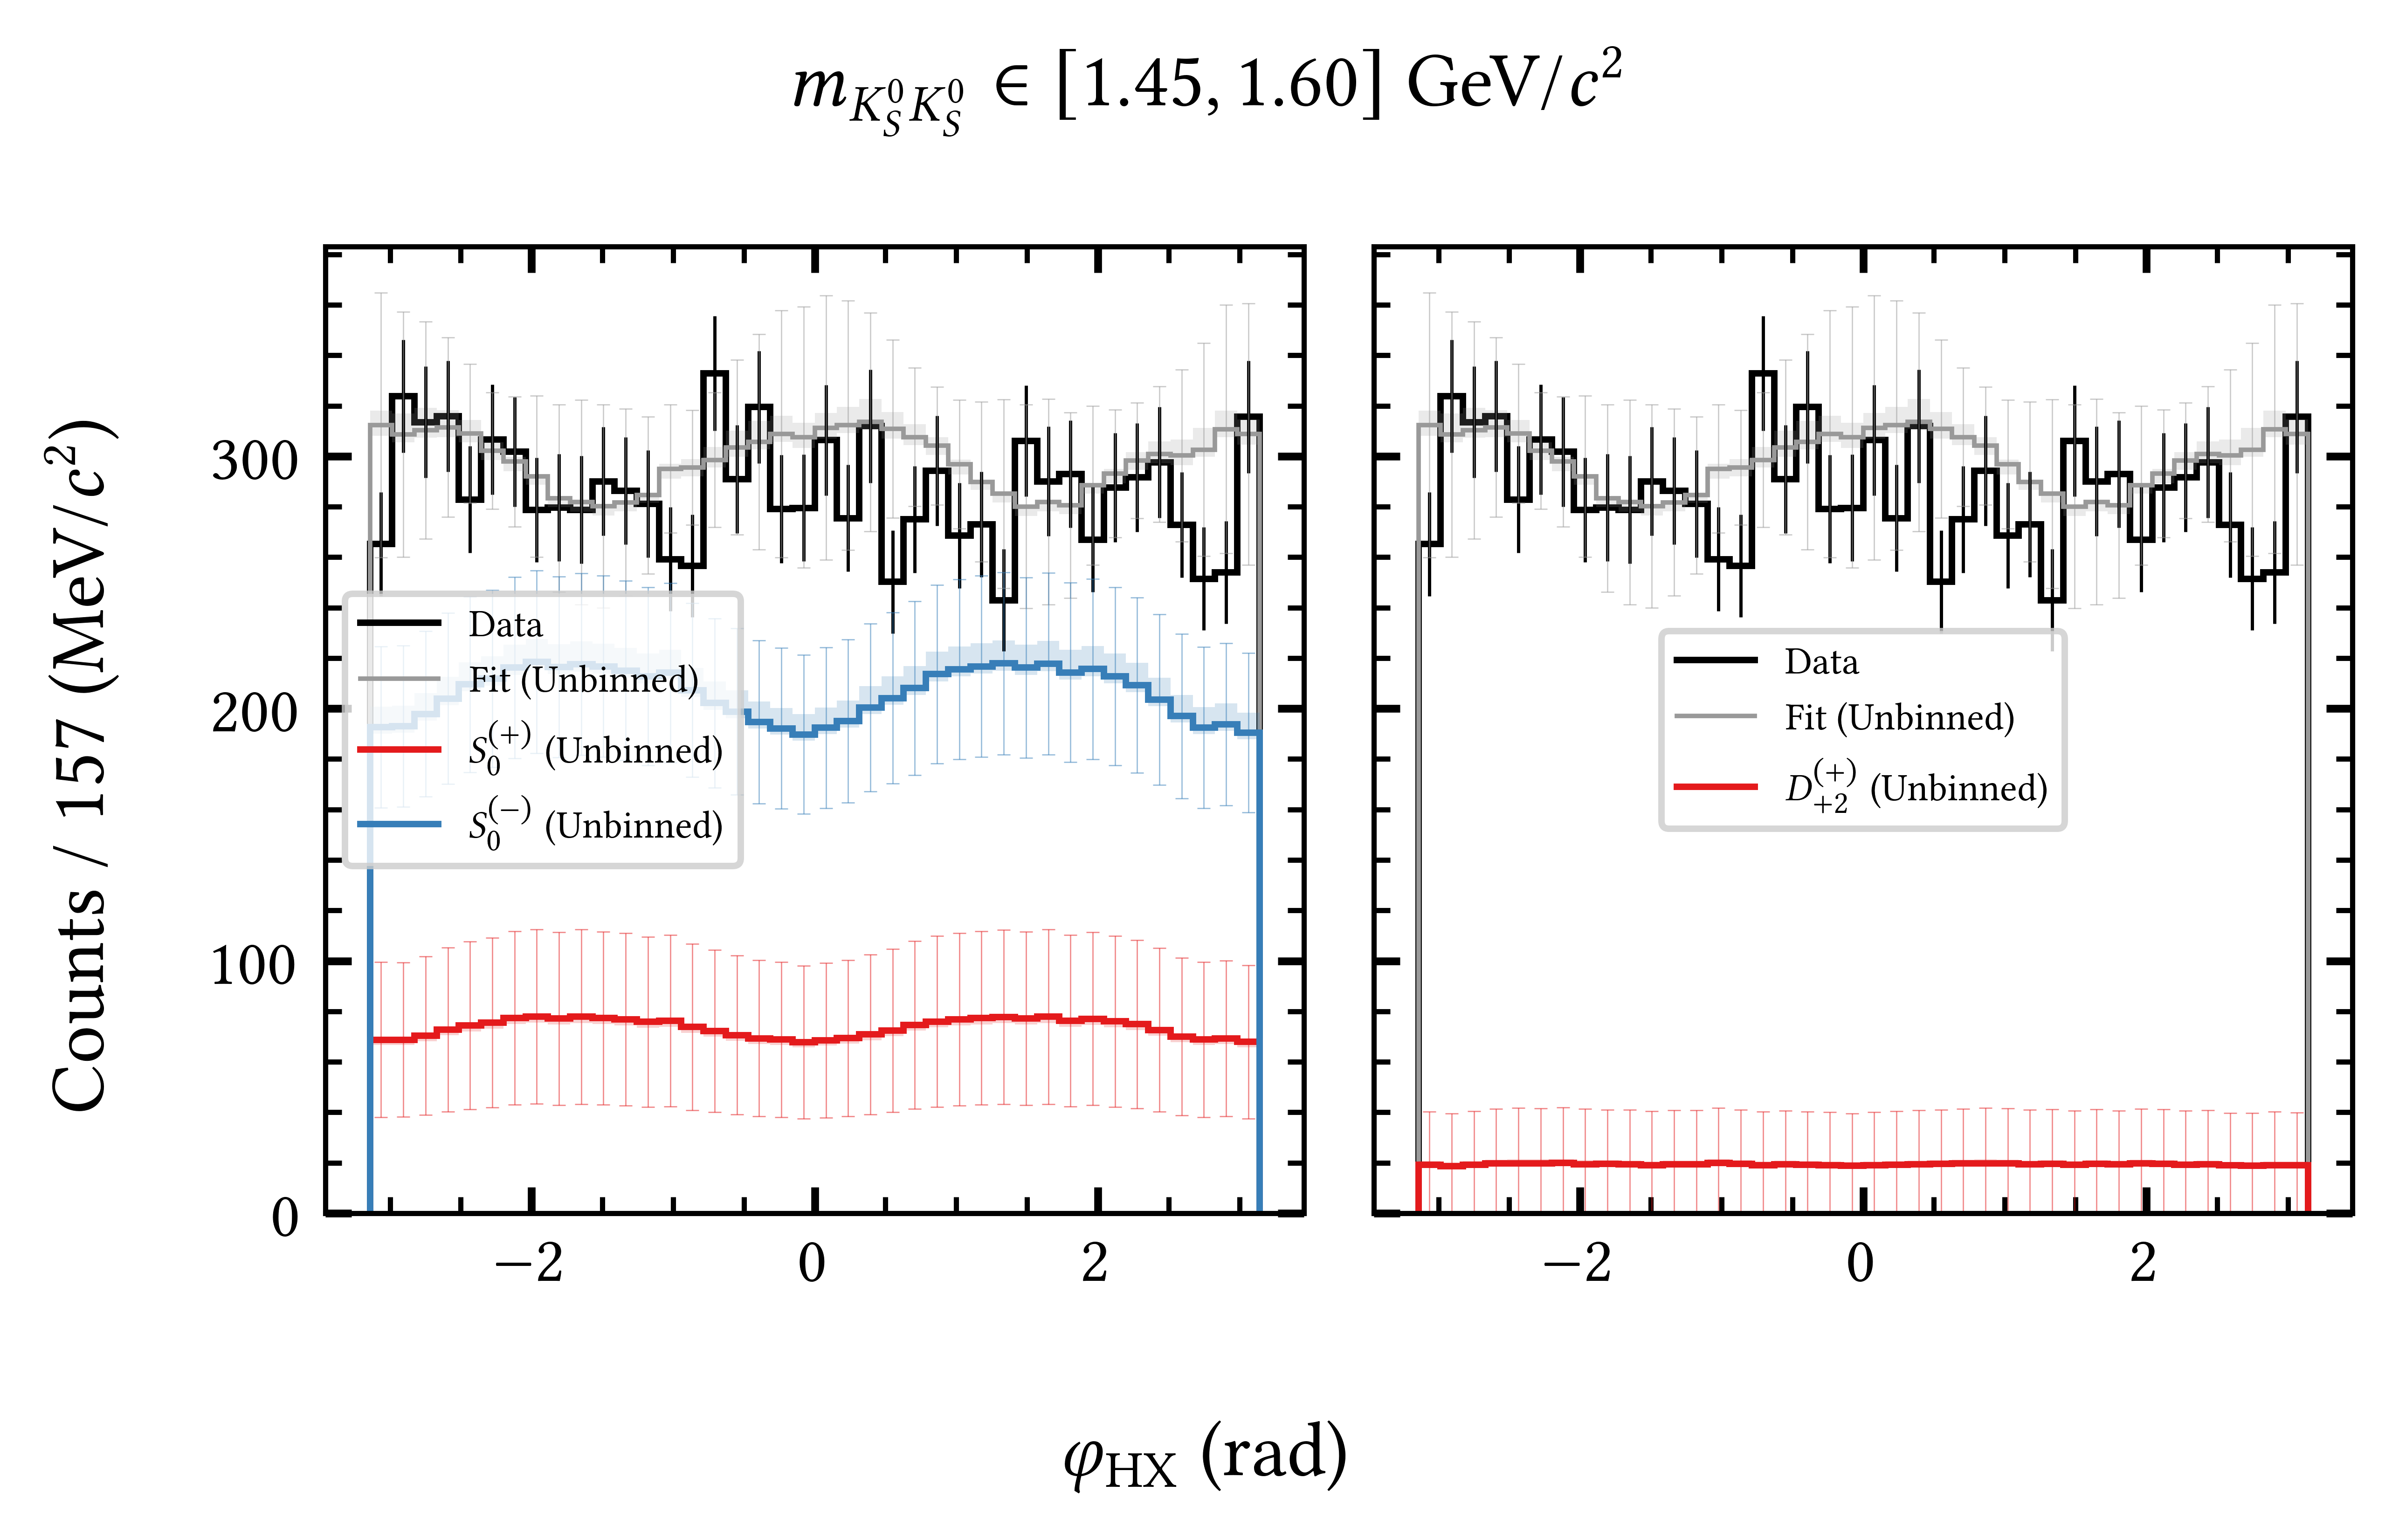 m_{K_S^0 K_S^0} ∈ [1.45, 1.60] GeV/c²
Counts / 157 (MeV/c²)
300
200
100
0
Data
Fit (Unbinned)
S_0^{(+)} (Unbinned)
S_0^{(−)} (Unbinned)
−2
0
2
Data
Fit (Unbinned)
D_{+2}^{(+)} (Unbinned)
−2
0
2
φ_{HX} (rad)